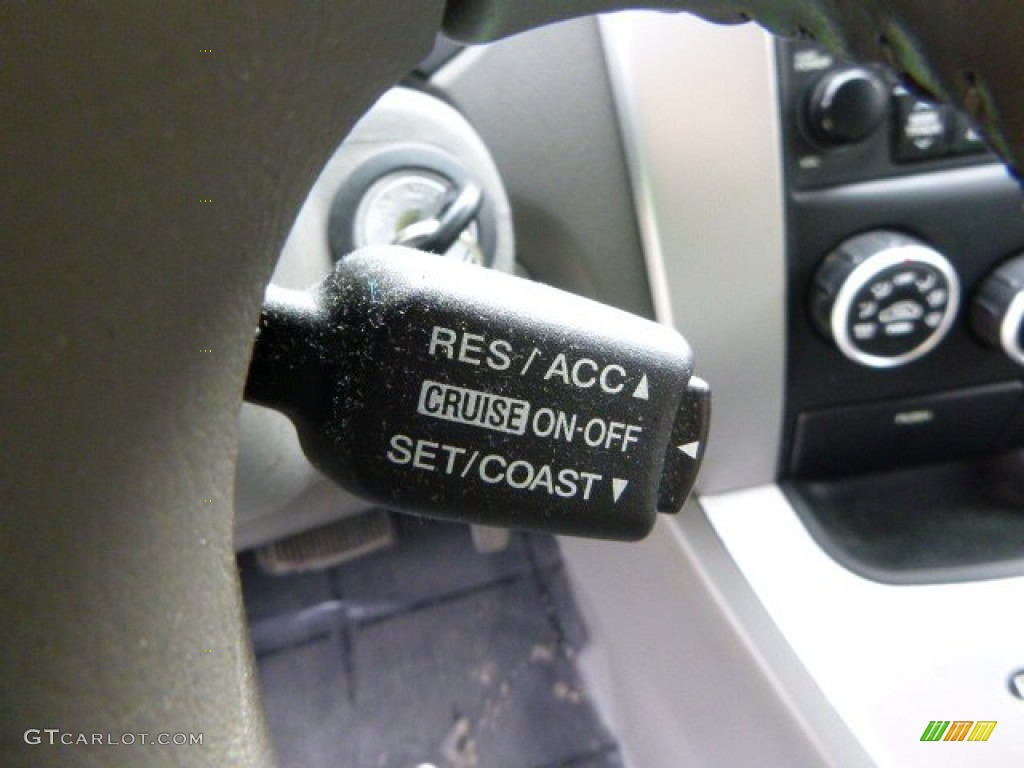 RES / ACC ▲
CRUISE ON-OFF
SET/COAST ▼
GTCARLOT.COM